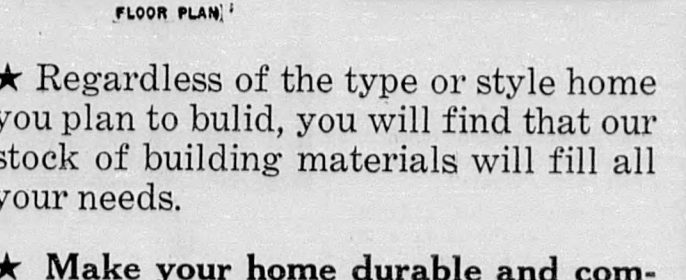 FLOOR PLAN
★ Regardless of the type or style home
you plan to bulid, you will find that our
stock of building materials will fill all
your needs.
★ Make your home durable and com-